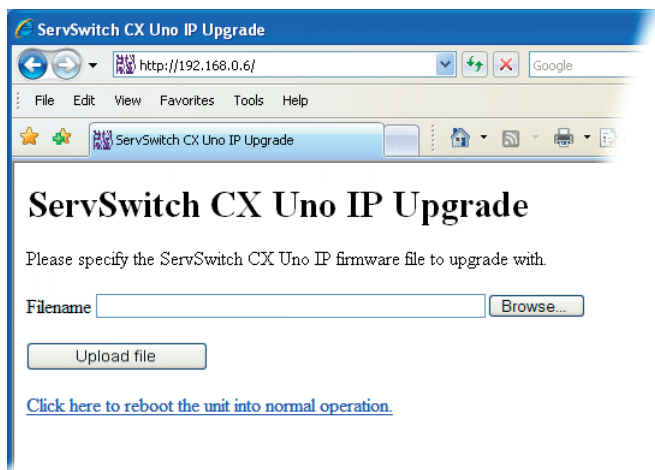 ServSwitch CX Uno IP Upgrade
http://192.168.0.6/
Google
File Edit View Favorites Tools Help
ServSwitch CX Uno IP Upgrade
ServSwitch CX Uno IP Upgrade
Please specify the ServSwitch CX Uno IP firmware file to upgrade with.
Filename Browse...
Upload file
Click here to reboot the unit into normal operation.